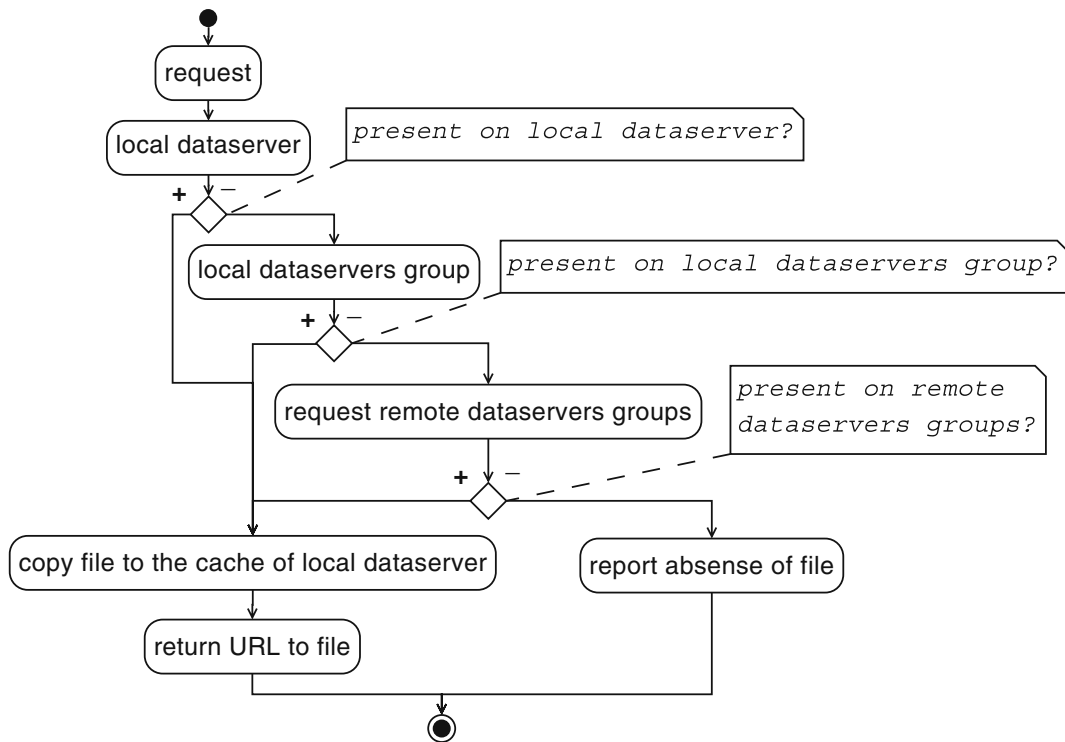 request
local dataserver
present on local dataserver?
+ –
local dataservers group
present on local dataservers group?
+ –
request remote dataservers groups
present on remote
dataservers groups?
+ –
copy file to the cache of local dataserver
report absense of file
return URL to file